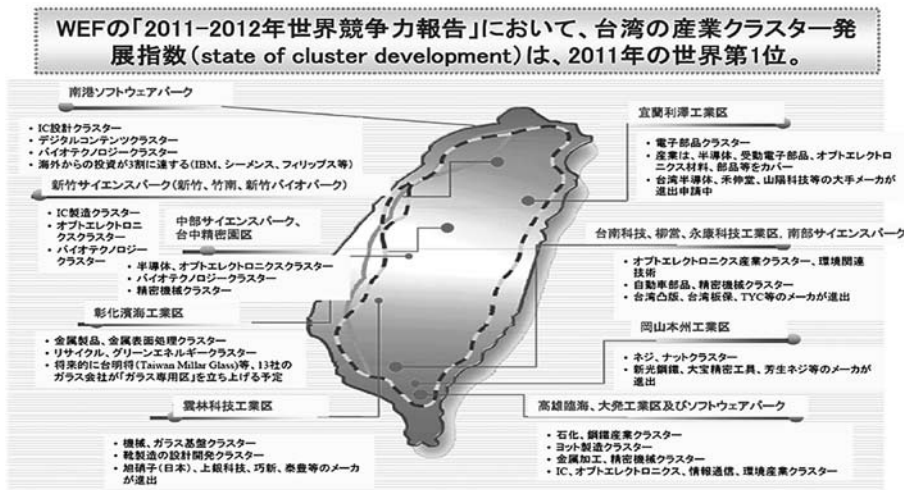 WEFの「2011-2012年世界競争力報告」において、台湾の産業クラスター発
展指数(state of cluster development)は、2011年の世界第1位。
南港ソフトウェアパーク
• IC設計クラスター
• デジタルコンテンツクラスター
• バイオテクノロジークラスター
• 海外からの投資が3割に達する(IBM、シーメンス、フィリップス等)
新竹サイエンスパーク(新竹、竹南、新竹バイオパーク)
• IC製造クラスター
• オプトエレクトロニ
クスクラスター
• バイオテクノロジー
クラスター
中部サイエンスパーク、
台中精密園区
• 半導体、オプトエレクトロニクスクラスター
• バイオテクノロジークラスター
• 精密機械クラスター
彰化濱海工業区
• 金属製品、金属表面処理クラスター
• リサイクル、グリーンエネルギークラスター
• 将来的に台明将(Taiwan Millar Glass)等、13社の
ガラス会社が「ガラス専用区」を立ち上げる予定
雲林科技工業区
• 機械、ガラス基盤クラスター
• 靴製造の設計開発クラスター
• 旭硝子(日本)、上銀科技、巧新、泰豊等のメーカ
が進出
宜蘭利澤工業区
• 電子部品クラスター
• 産業は、半導体、受動電子部品、オプトエレクトロ
ニクス材料、部品等をカバー
• 台湾半導体、禾伸堂、山陽科技等の大手メーカが
進出申請中
台南科技、柳営、永康科技工業区、南部サイエンスパーク
• オプトエレクトロニクス産業クラスター、環境関連
技術
• 自動車部品、精密機械クラスター
• 台湾凸版、台湾板保、TYC等のメーカが進出
岡山本州工業区
• ネジ、ナットクラスター
• 新光鋼鐵、大宝精密工具、芳生ネジ等のメーカが
進出
高雄臨海、大発工業区及びソフトウェアパーク
• 石化、鋼鐵産業クラスター
• ヨット製造クラスター
• 金属加工、精密機械クラスター
• IC、オプトエレクトロニクス、情報通信、環境産業クラスター